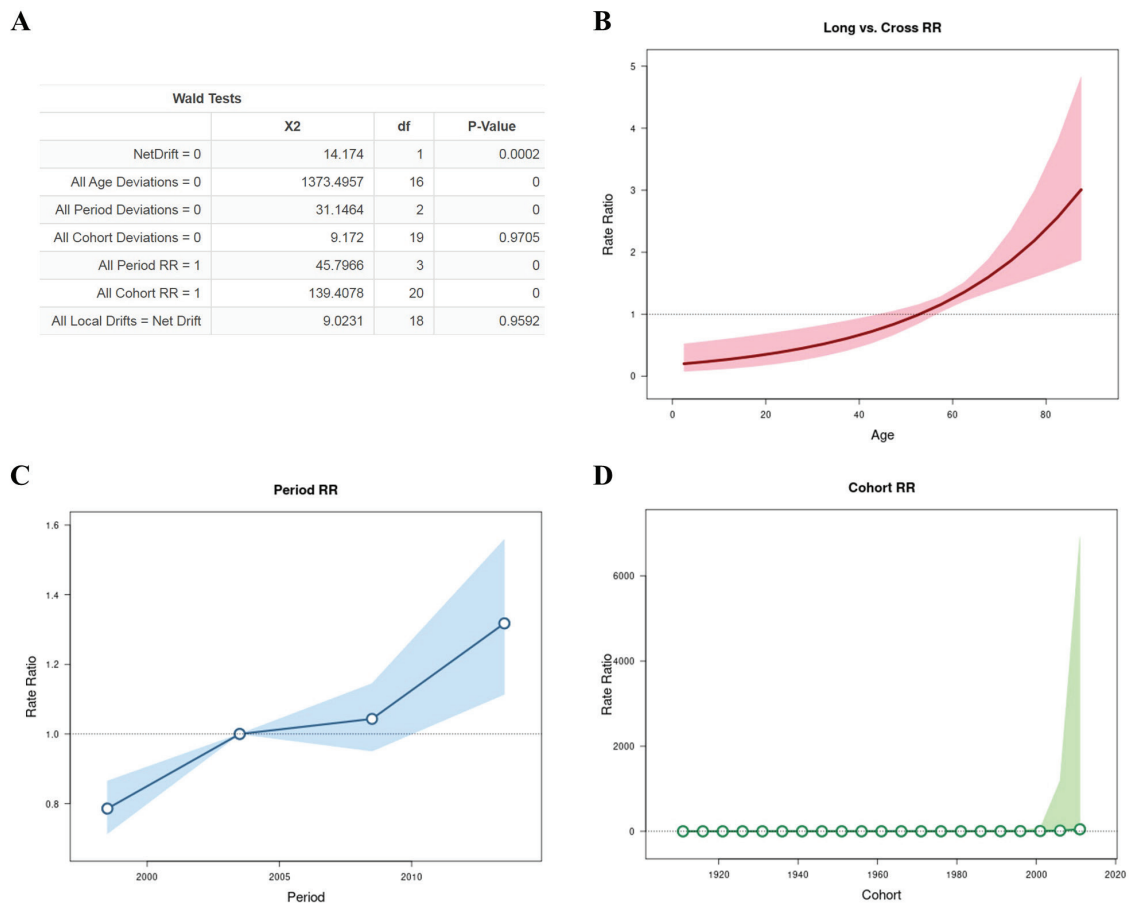 A
Wald Tests
X2 df P-Value
NetDrift = 0 14.174 1 0.0002
All Age Deviations = 0 1373.4957 16 0
All Period Deviations = 0 31.1464 2 0
All Cohort Deviations = 0 9.172 19 0.9705
All Period RR = 1 45.7966 3 0
All Cohort RR = 1 139.4078 20 0
All Local Drifts = Net Drift 9.0231 18 0.9592
B
Long vs. Cross RR
Rate Ratio
5
4
3
2
1
0
0 20 40 60 80
Age
C
Period RR
Rate Ratio
1.6
1.4
1.2
1.0
0.8
2000 2005 2010
Period
D
Cohort RR
Rate Ratio
6000
4000
2000
0
1920 1940 1960 1980 2000 2020
Cohort